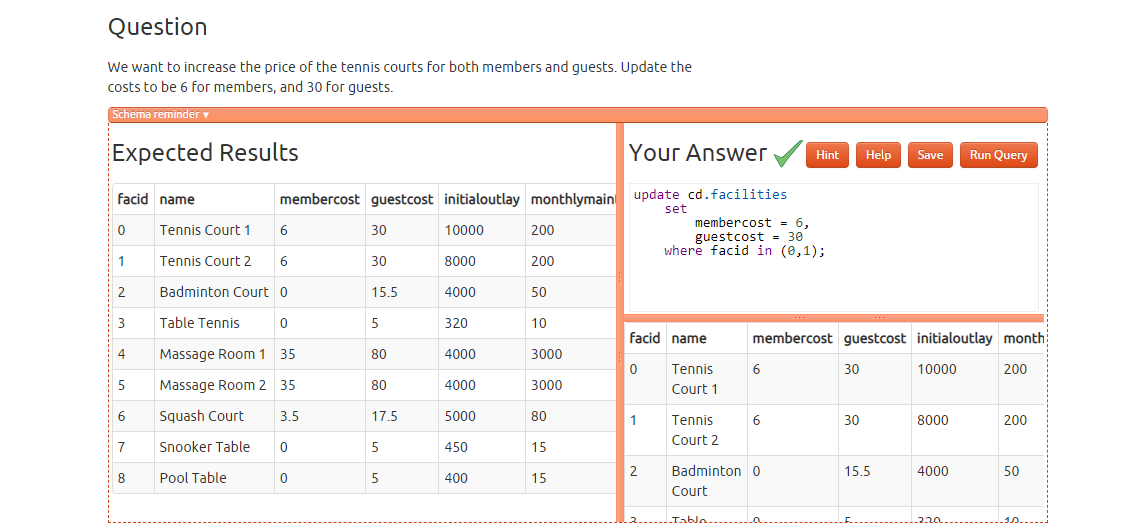 Question
We want to increase the price of the tennis courts for both members and guests. Update the
costs to be 6 for members, and 30 for guests.
Schema reminder ▾
Expected Results
facid name membercost guestcost initialoutlay monthlymain
0 Tennis Court 1 6 30 10000 200
1 Tennis Court 2 6 30 8000 200
2 Badminton Court 0 15.5 4000 50
3 Table Tennis 0 5 320 10
4 Massage Room 1 35 80 4000 3000
5 Massage Room 2 35 80 4000 3000
6 Squash Court 3.5 17.5 5000 80
7 Snooker Table 0 5 450 15
8 Pool Table 0 5 400 15
Your Answer Hint Help Save Run Query
update cd.facilities
set
membercost = 6,
guestcost = 30
where facid in (0,1);
facid name membercost guestcost initialoutlay month
0 Tennis 6 30 10000 200
Court 1
1 Tennis 6 30 8000 200
Court 2
2 Badminton 0 15.5 4000 50
Court
3 Table 0 5 320 10